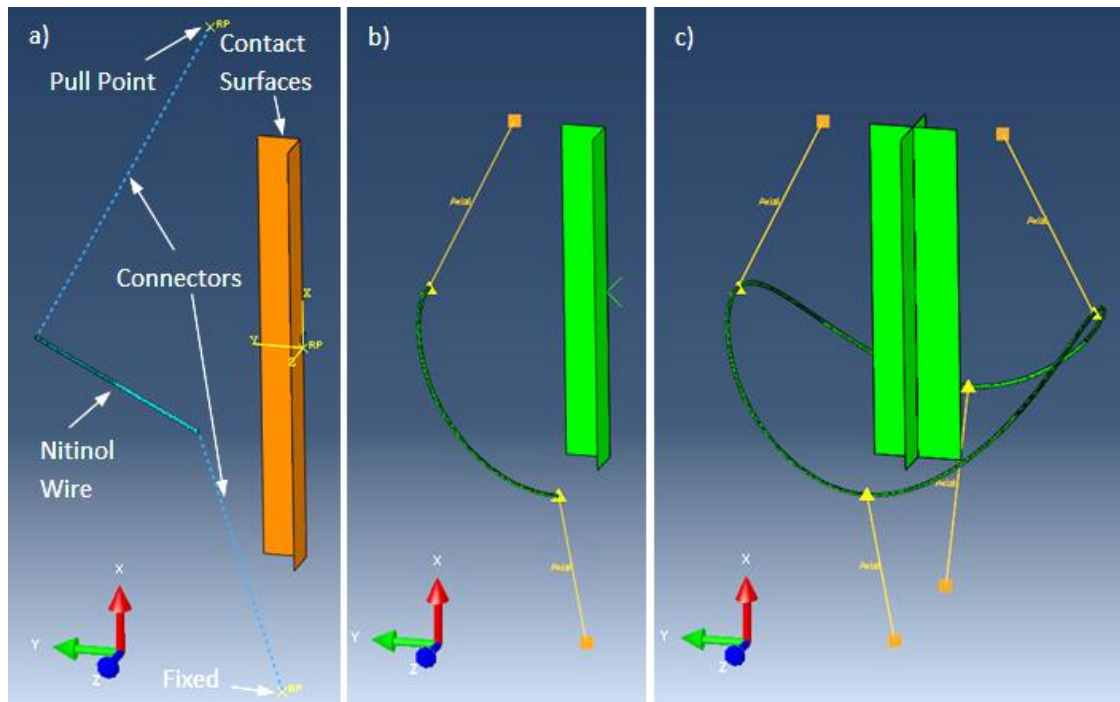 a)
RP
Pull Point
Contact
Surfaces
Connectors
X
Y
Z
RP
Nitinol
Wire
X
Y
Z
Fixed
RP
b)
Axial
Axial
X
Y
Z
c)
Axial
Axial
Axial
Axial
X
Y
Z